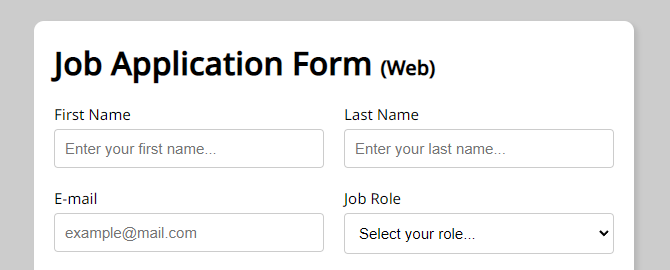 Job Application Form (Web)
First Name
Last Name
Enter your first name...
Enter your last name...
E-mail
Job Role
example@mail.com
Select your role...